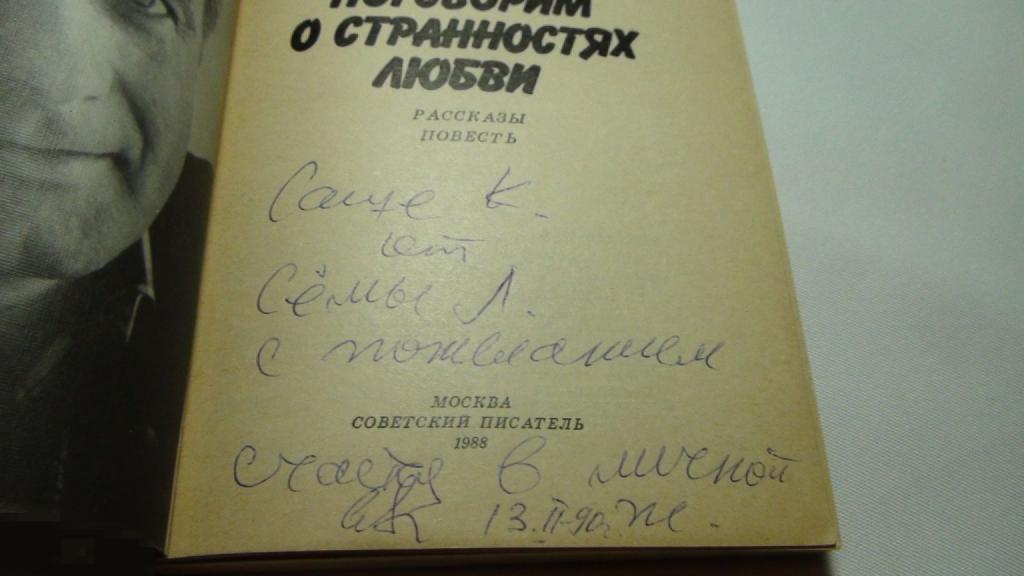 ПОГОВОРИМ
О СТРАННОСТЯХ
ЛЮБВИ
РАССКАЗЫ
ПОВЕСТЬ
Саше К.
от
Сёмы Л.
с пожеланием
МОСКВА
СОВЕТСКИЙ ПИСАТЕЛЬ
1988
счастья в личной
13.II-90г. ж.